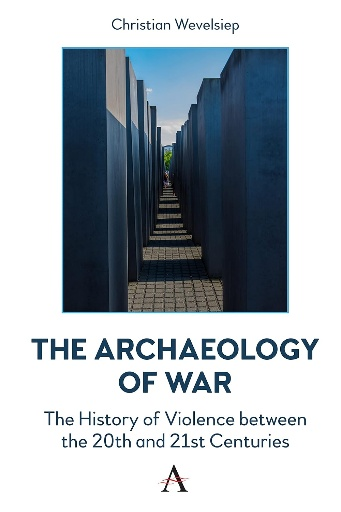 Christian Wevelsiep
THE ARCHAEOLOGY
OF WAR
The History of Violence between
the 20th and 21st Centuries
A